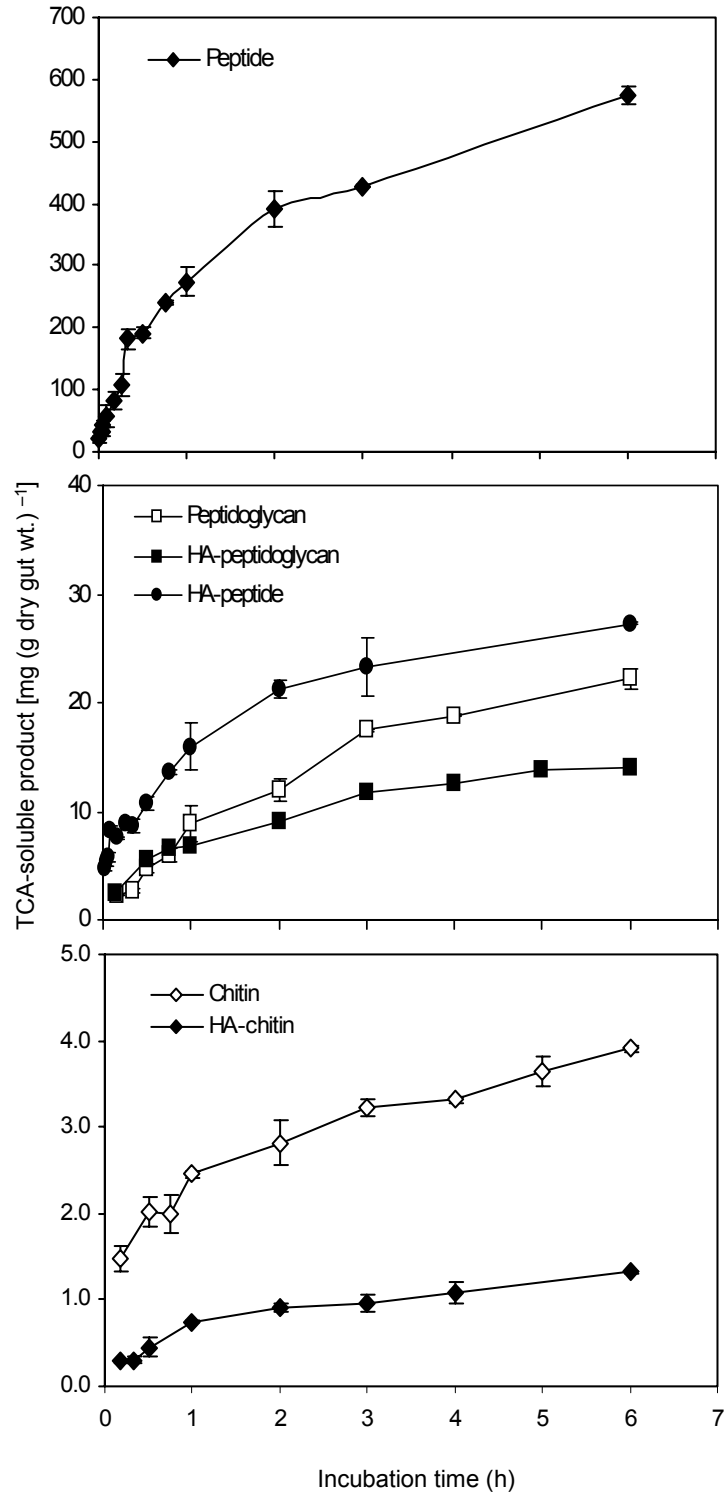 700
Peptide
600
500
400
300
200
100
0
TCA-soluble product [mg (g dry gut wt.) ⁻¹]
40
Peptidoglycan
HA-peptidoglycan
HA-peptide
30
20
10
0
5.0
Chitin
HA-chitin
4.0
3.0
2.0
1.0
0.0
0 1 2 3 4 5 6 7
Incubation time (h)